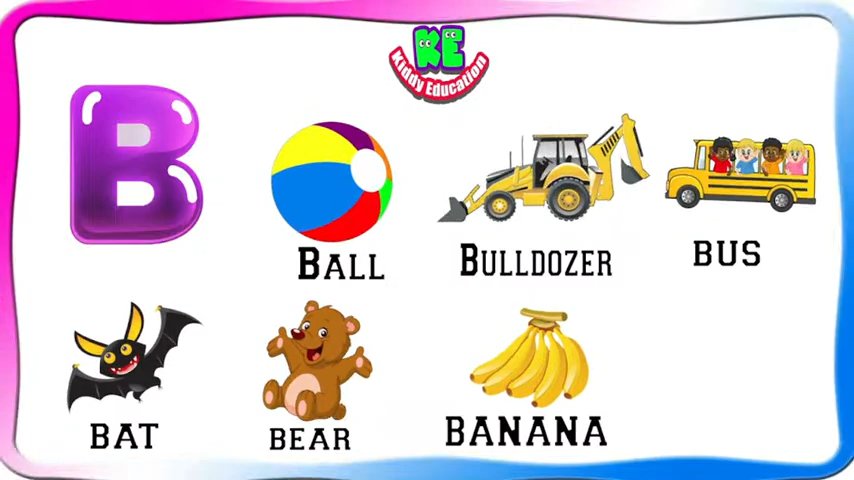 KE
Kiddy Education
B
BALL
BULLDOZER
BUS
BAT
BEAR
BANANA